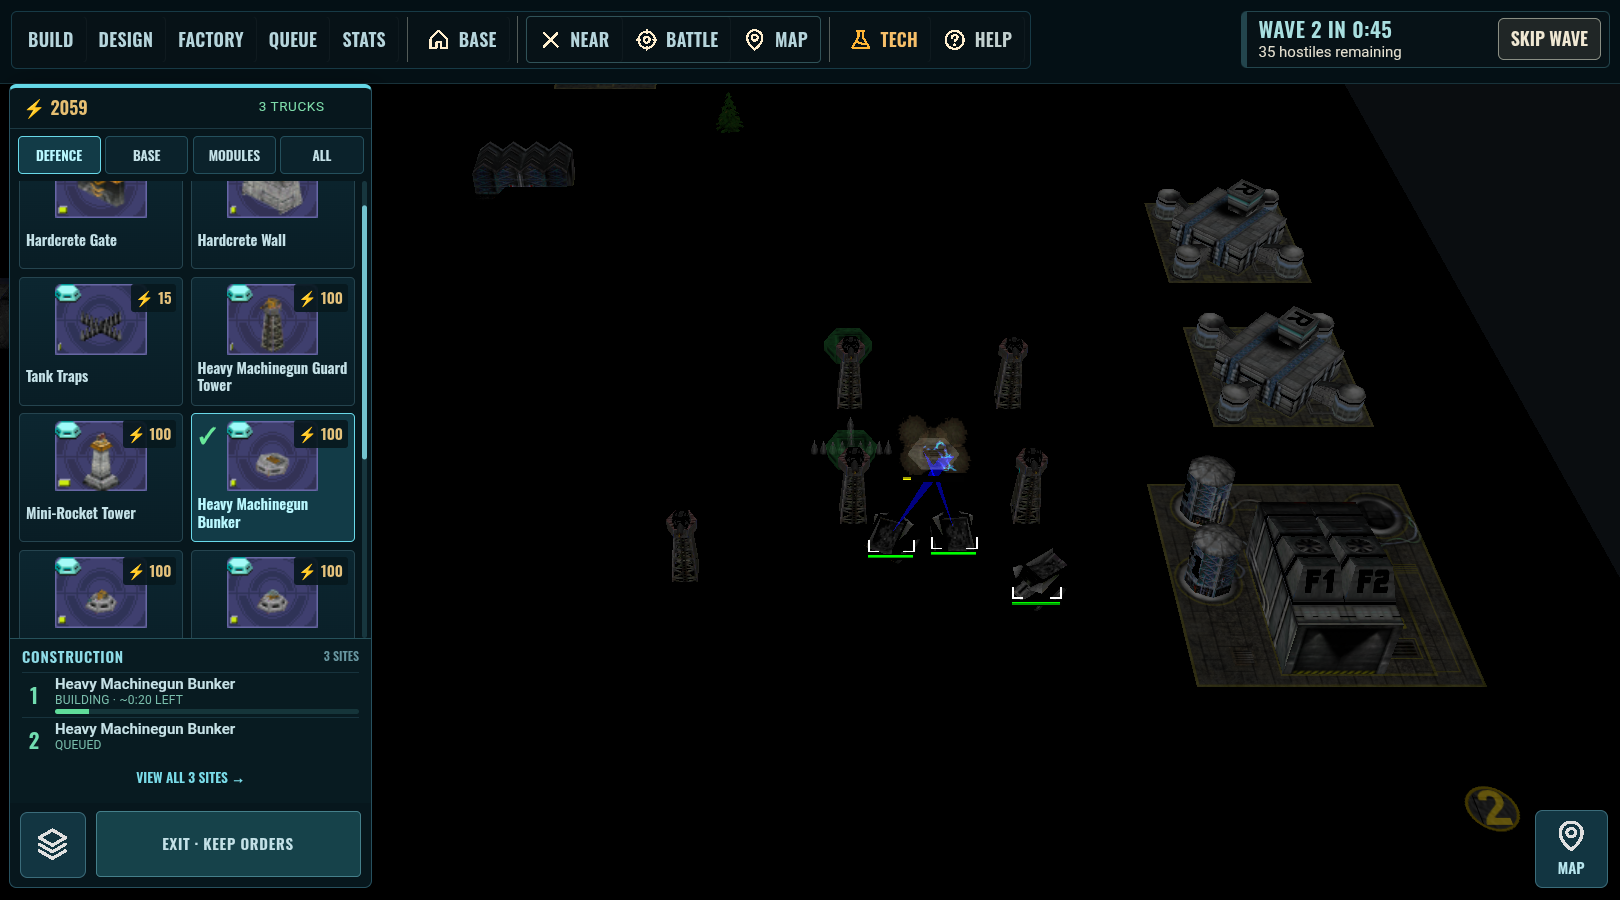 BUILD
DESIGN
FACTORY
QUEUE
STATS
BASE
NEAR
BATTLE
MAP
TECH
HELP
WAVE 2 IN 0:45
35 hostiles remaining
SKIP WAVE
2059
3 TRUCKS
DEFENCE
BASE
MODULES
ALL
Hardcrete Gate
Hardcrete Wall
15
Tank Traps
100
Heavy Machinegun Guard
Tower
100
Mini-Rocket Tower
100
Heavy Machinegun
Bunker
100
100
CONSTRUCTION
3 SITES
1
Heavy Machinegun Bunker
BUILDING · ~0:20 LEFT
2
Heavy Machinegun Bunker
QUEUED
VIEW ALL 3 SITES →
EXIT · KEEP ORDERS
R
R
1
F1 F2
2
MAP